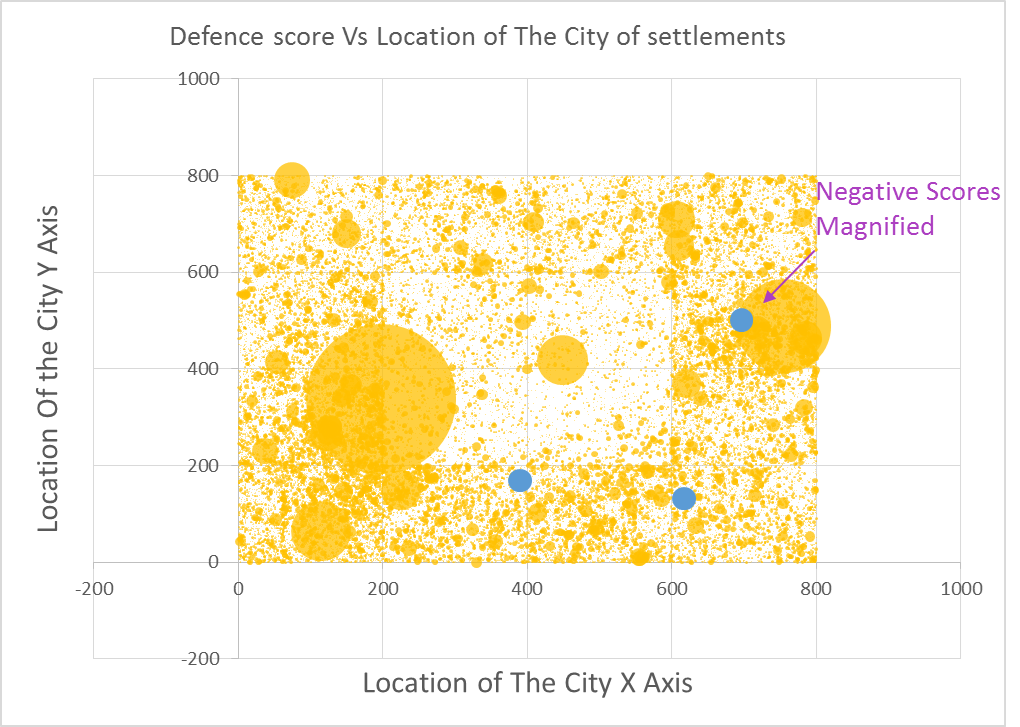 Defence score Vs Location of The City of settlements
1000
800
600
400
200
0
-200
-200
0
200
400
600
800
1000
Location Of the City Y Axis
Location of The City X Axis
Negative Scores
Magnified